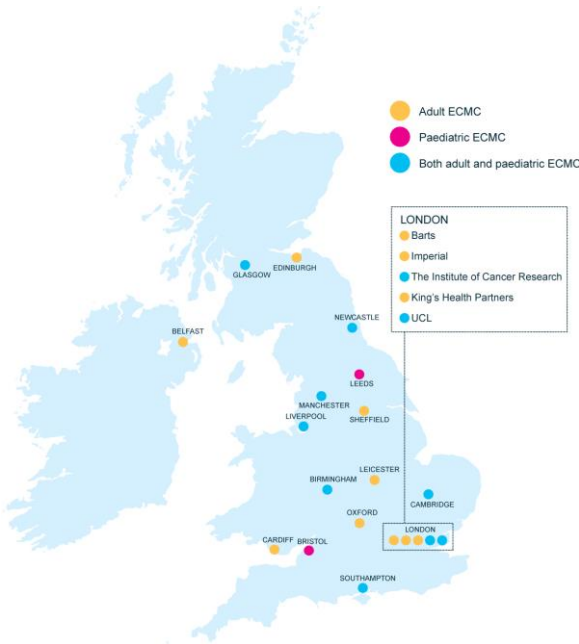 Adult ECMC
Paediatric ECMC
Both adult and paediatric ECMC
LONDON
Barts
Imperial
The Institute of Cancer Research
King's Health Partners
UCL
EDINBURGH
GLASGOW
NEWCASTLE
BELFAST
LEEDS
MANCHESTER
LIVERPOOL
SHEFFIELD
LEICESTER
BIRMINGHAM
CAMBRIDGE
OXFORD
LONDON
CARDIFF
BRISTOL
SOUTHAMPTON